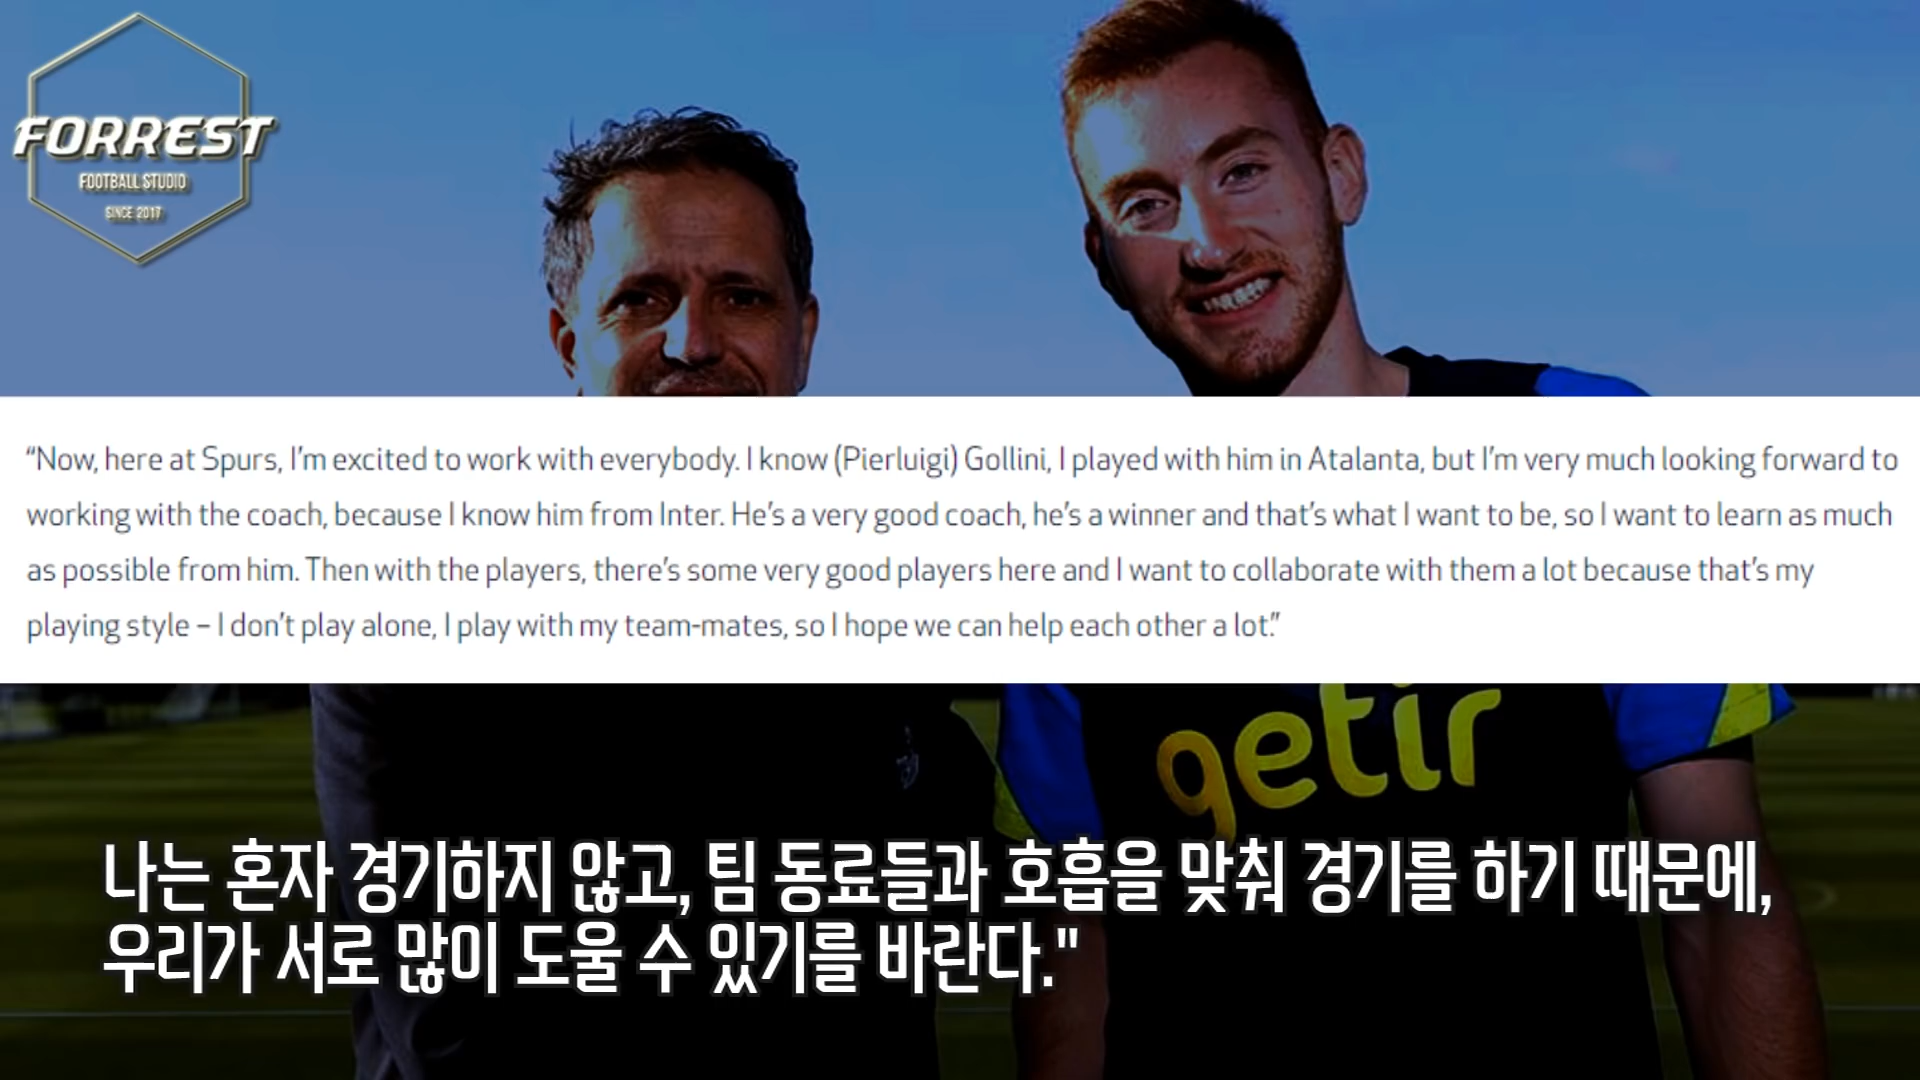 FORREST
FOOTBALL STUDIO
SINCE 2017
“Now, here at Spurs, I’m excited to work with everybody. I know (Pierluigi) Gollini, I played with him in Atalanta, but I’m very much looking forward to
working with the coach, because I know him from Inter. He’s a very good coach, he’s a winner and that’s what I want to be, so I want to learn as much
as possible from him. Then with the players, there’s some very good players here and I want to collaborate with them a lot because that’s my
playing style – I don’t play alone, I play with my team-mates, so I hope we can help each other a lot.”
getir
나는 혼자 경기하지 않고, 팀 동료들과 호흡을 맞춰 경기를 하기 때문에,
우리가 서로 많이 도울 수 있기를 바란다."